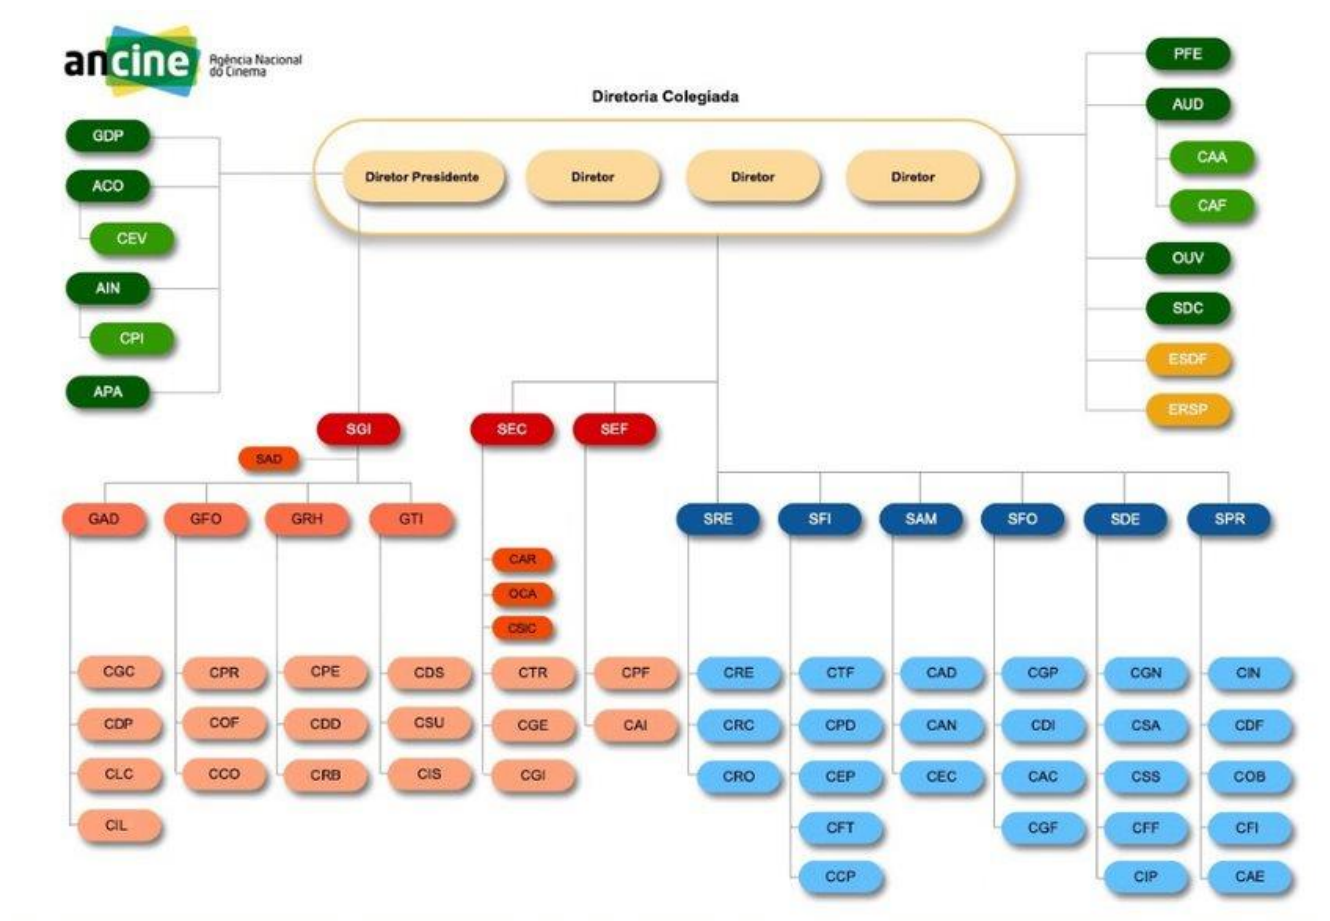 ancine
Agência Nacional
do Cinema
Diretoria Colegiada
Diretor Presidente
Diretor
Diretor
Diretor
GDP
ACO
CEV
AIN
CPI
APA
PFE
AUD
CAA
CAF
OUV
SDC
ESDF
ERSP
SGI
SEC
SEF
SAD
GAD
GFO
GRH
GTI
SRE
SFI
SAM
SFO
SDE
SPR
CAR
OCA
CSIC
CGC
CPR
CPE
CDS
CTR
CPF
CRE
CTF
CAD
CGP
CGN
CIN
CDP
COF
CDD
CSU
CGE
CAI
CRC
CPD
CAN
CDI
CSA
CDF
CLC
CCO
CRB
CIS
CGI
CRO
CEP
CEC
CAC
CSS
COB
CIL
CFT
CGF
CFF
CFI
CCP
CIP
CAE